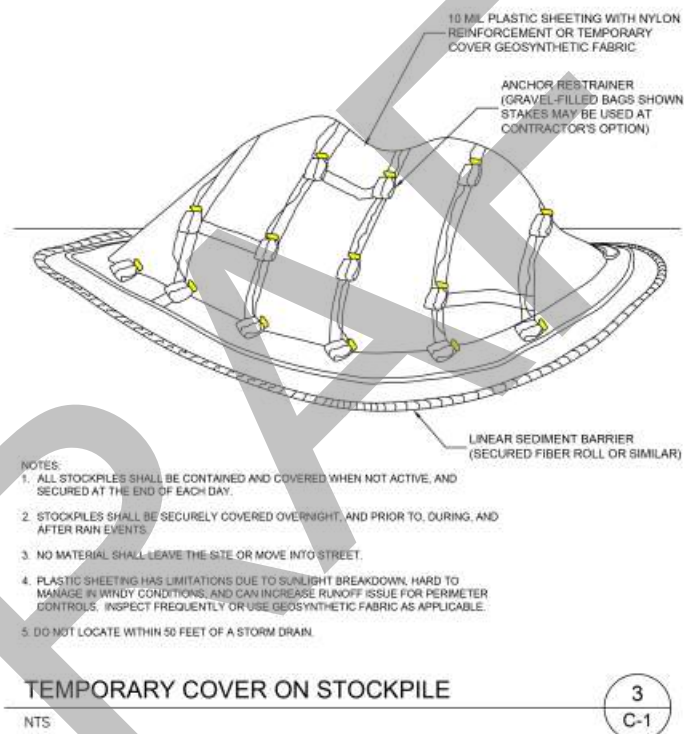 10 MIL PLASTIC SHEETING WITH NYLON
REINFORCEMENT OR TEMPORARY
COVER GEOSYNTHETIC FABRIC
ANCHOR RESTRAINER
(GRAVEL-FILLED BAGS SHOWN
STAKES MAY BE USED AT
CONTRACTOR'S OPTION)
LINEAR SEDIMENT BARRIER
(SECURED FIBER ROLL OR SIMILAR)
NOTES:
1. ALL STOCKPILES SHALL BE CONTAINED AND COVERED WHEN NOT ACTIVE, AND
SECURED AT THE END OF EACH DAY.
2. STOCKPILES SHALL BE SECURELY COVERED OVERNIGHT, AND PRIOR TO, DURING, AND
AFTER RAIN EVENTS.
3. NO MATERIAL SHALL LEAVE THE SITE OR MOVE INTO STREET.
4. PLASTIC SHEETING HAS LIMITATIONS DUE TO SUNLIGHT BREAKDOWN, HARD TO
MANAGE IN WINDY CONDITIONS, AND CAN INCREASE RUNOFF ISSUE FOR PERIMETER
CONTROLS. INSPECT FREQUENTLY OR USE GEOSYNTHETIC FABRIC AS APPLICABLE.
5. DO NOT LOCATE WITHIN 50 FEET OF A STORM DRAIN.
TEMPORARY COVER ON STOCKPILE
3
NTS
C-1